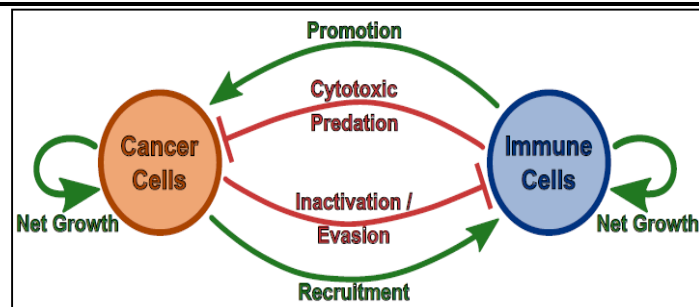 Promotion
Cytotoxic
Predation
Cancer
Cells
Immune
Cells
Net Growth
Inactivation /
Evasion
Net Growth
Recruitment